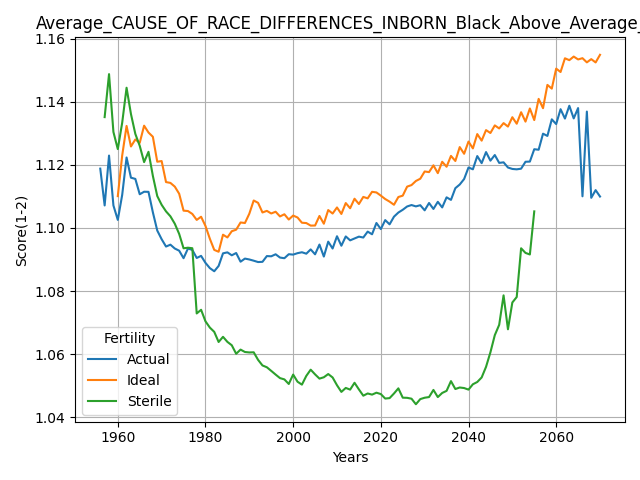 Average_CAUSE_OF_RACE_DIFFERENCES_INBORN_Black_Above_Average_
1.16
1.14
1.12
1.10
1.08
1.06
1.04
Score(1-2)
Fertility
Actual
Ideal
Sterile
1960
1980
2000
2020
2040
2060
Years